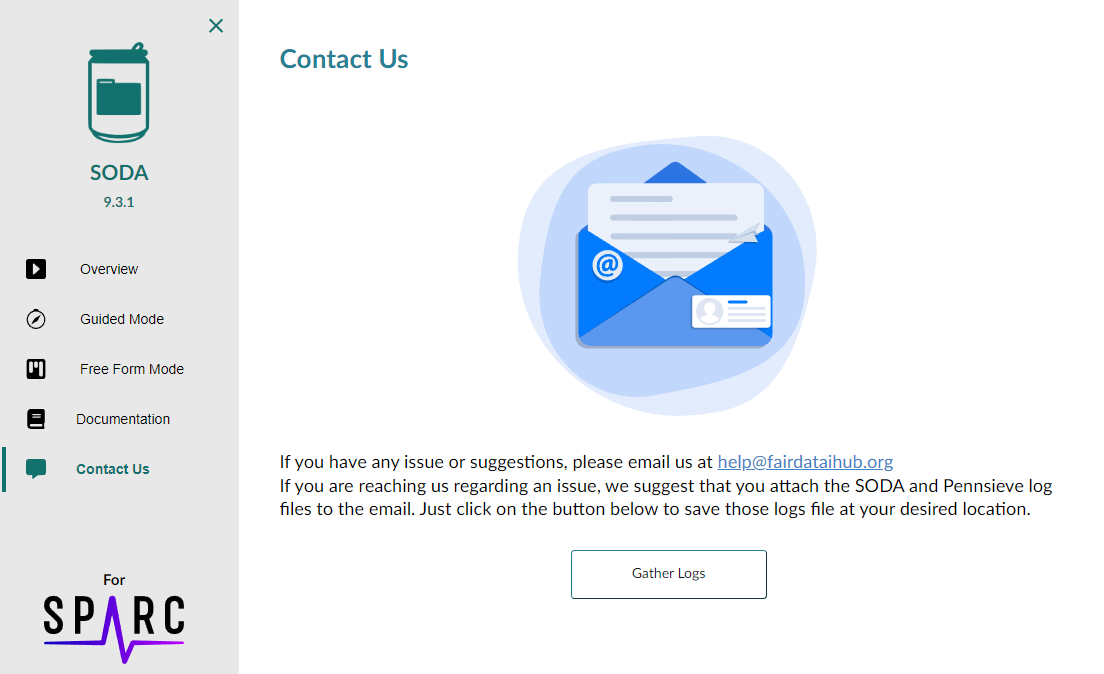 SODA
9.3.1
Overview
Guided Mode
Free Form Mode
Documentation
Contact Us
For
SPARC
Contact Us
@
If you have any issue or suggestions, please email us at help@fairdataihub.org
If you are reaching us regarding an issue, we suggest that you attach the SODA and Pennsieve log
files to the email. Just click on the button below to save those logs file at your desired location.
Gather Logs